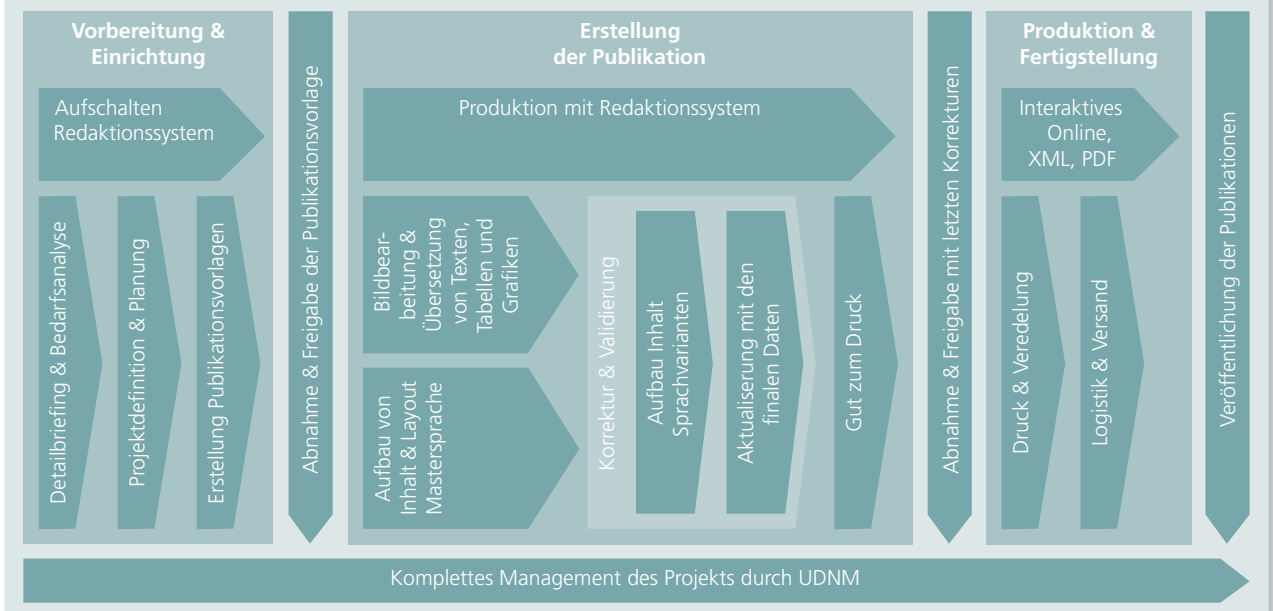 Vorbereitung &
Einrichtung
Aufschalten
Redaktionssystem
Detailbriefing & Bedarfsanalyse
Projektdefinition & Planung
Erstellung Publikationsvorlagen
Abnahme & Freigabe der Publikationsvorlage
Erstellung
der Publikation
Produktion mit Redaktionssystem
Bildbear-
beitung &
Übersetzung
von Texten,
Tabellen und
Grafiken
Aufbau von
Inhalt & Layout
Mastersprache
Korrektur & Validierung
Aufbau Inhalt
Sprachvarianten
Aktualiserung mit den
finalen Daten
Gut zum Druck
Abnahme & Freigabe mit letzten Korrekturen
Produktion &
Fertigstellung
Interaktives
Online,
XML, PDF
Druck & Veredelung
Logistik & Versand
Veröffentlichung der Publikationen
Komplettes Management des Projekts durch UDNM